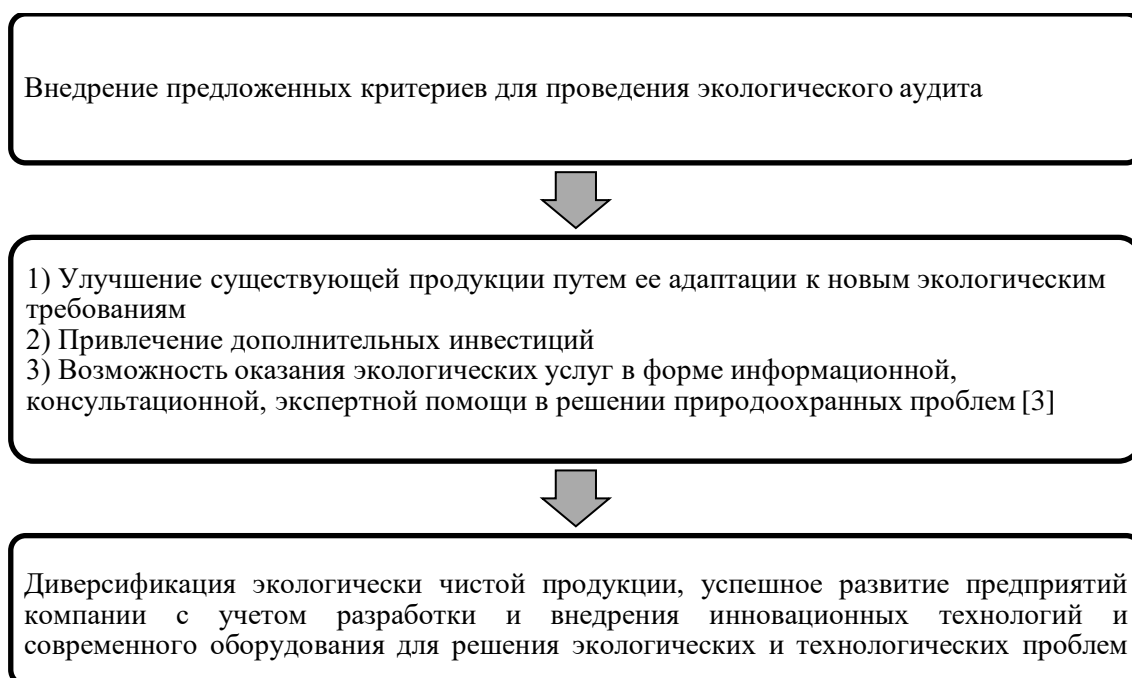 Внедрение предложенных критериев для проведения экологического аудита
1) Улучшение существующей продукции путем ее адаптации к новым экологическим
требованиям
2) Привлечение дополнительных инвестиций
3) Возможность оказания экологических услуг в форме информационной,
консультационной, экспертной помощи в решении природоохранных проблем [3]
Диверсификация экологически чистой продукции, успешное развитие предприятий
компании с учетом разработки и внедрения инновационных технологий и
современного оборудования для решения экологических и технологических проблем